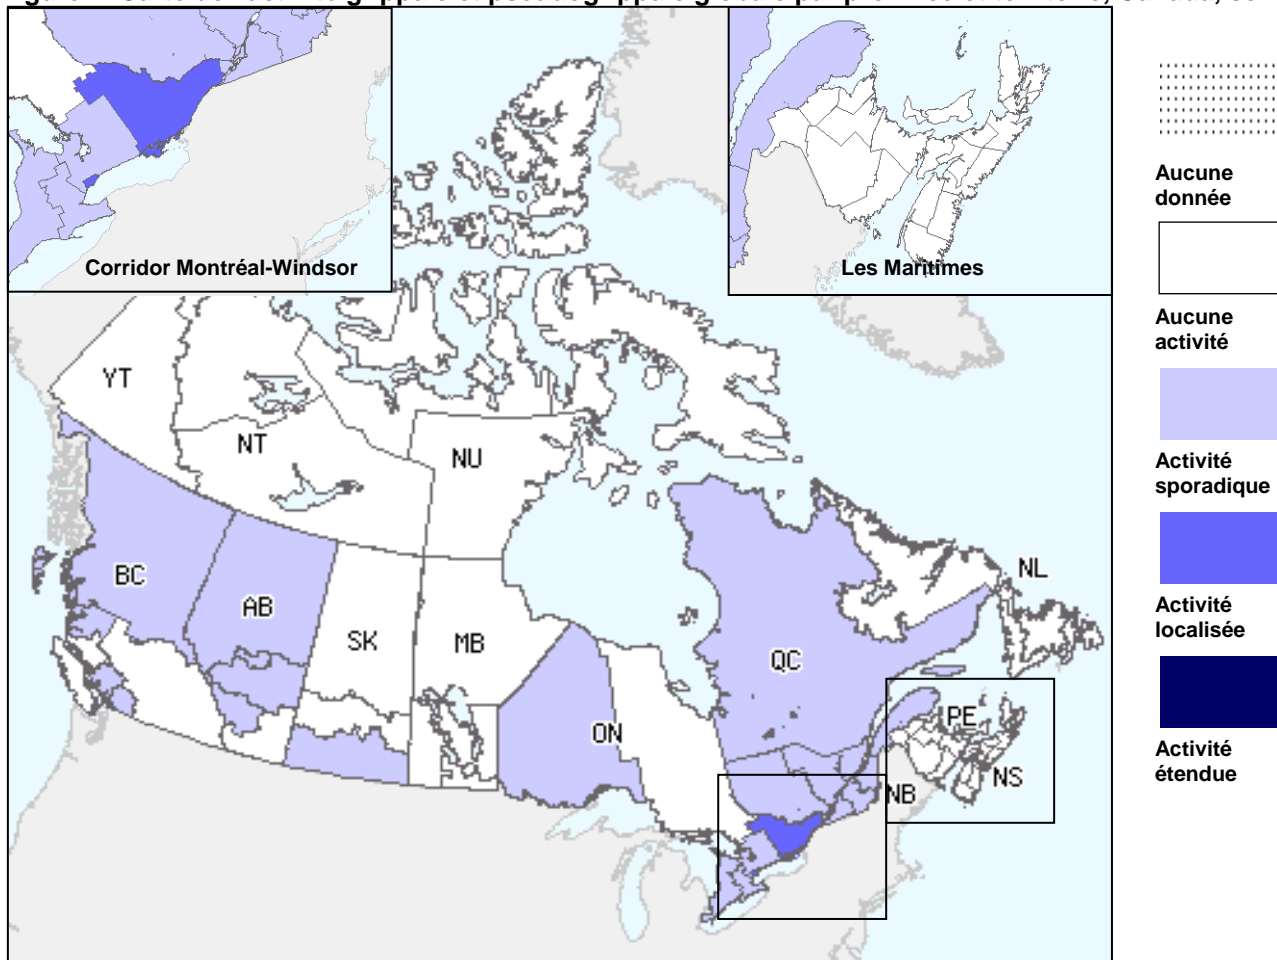 Corridor Montréal-Windsor
Les Maritimes
YT
NT
NU
BC
AB
SK
MB
ON
QC
NL
PE
NB
NS
Aucune
donnée
Aucune
activité
Activité
sporadique
Activité
localisée
Activité
étendue